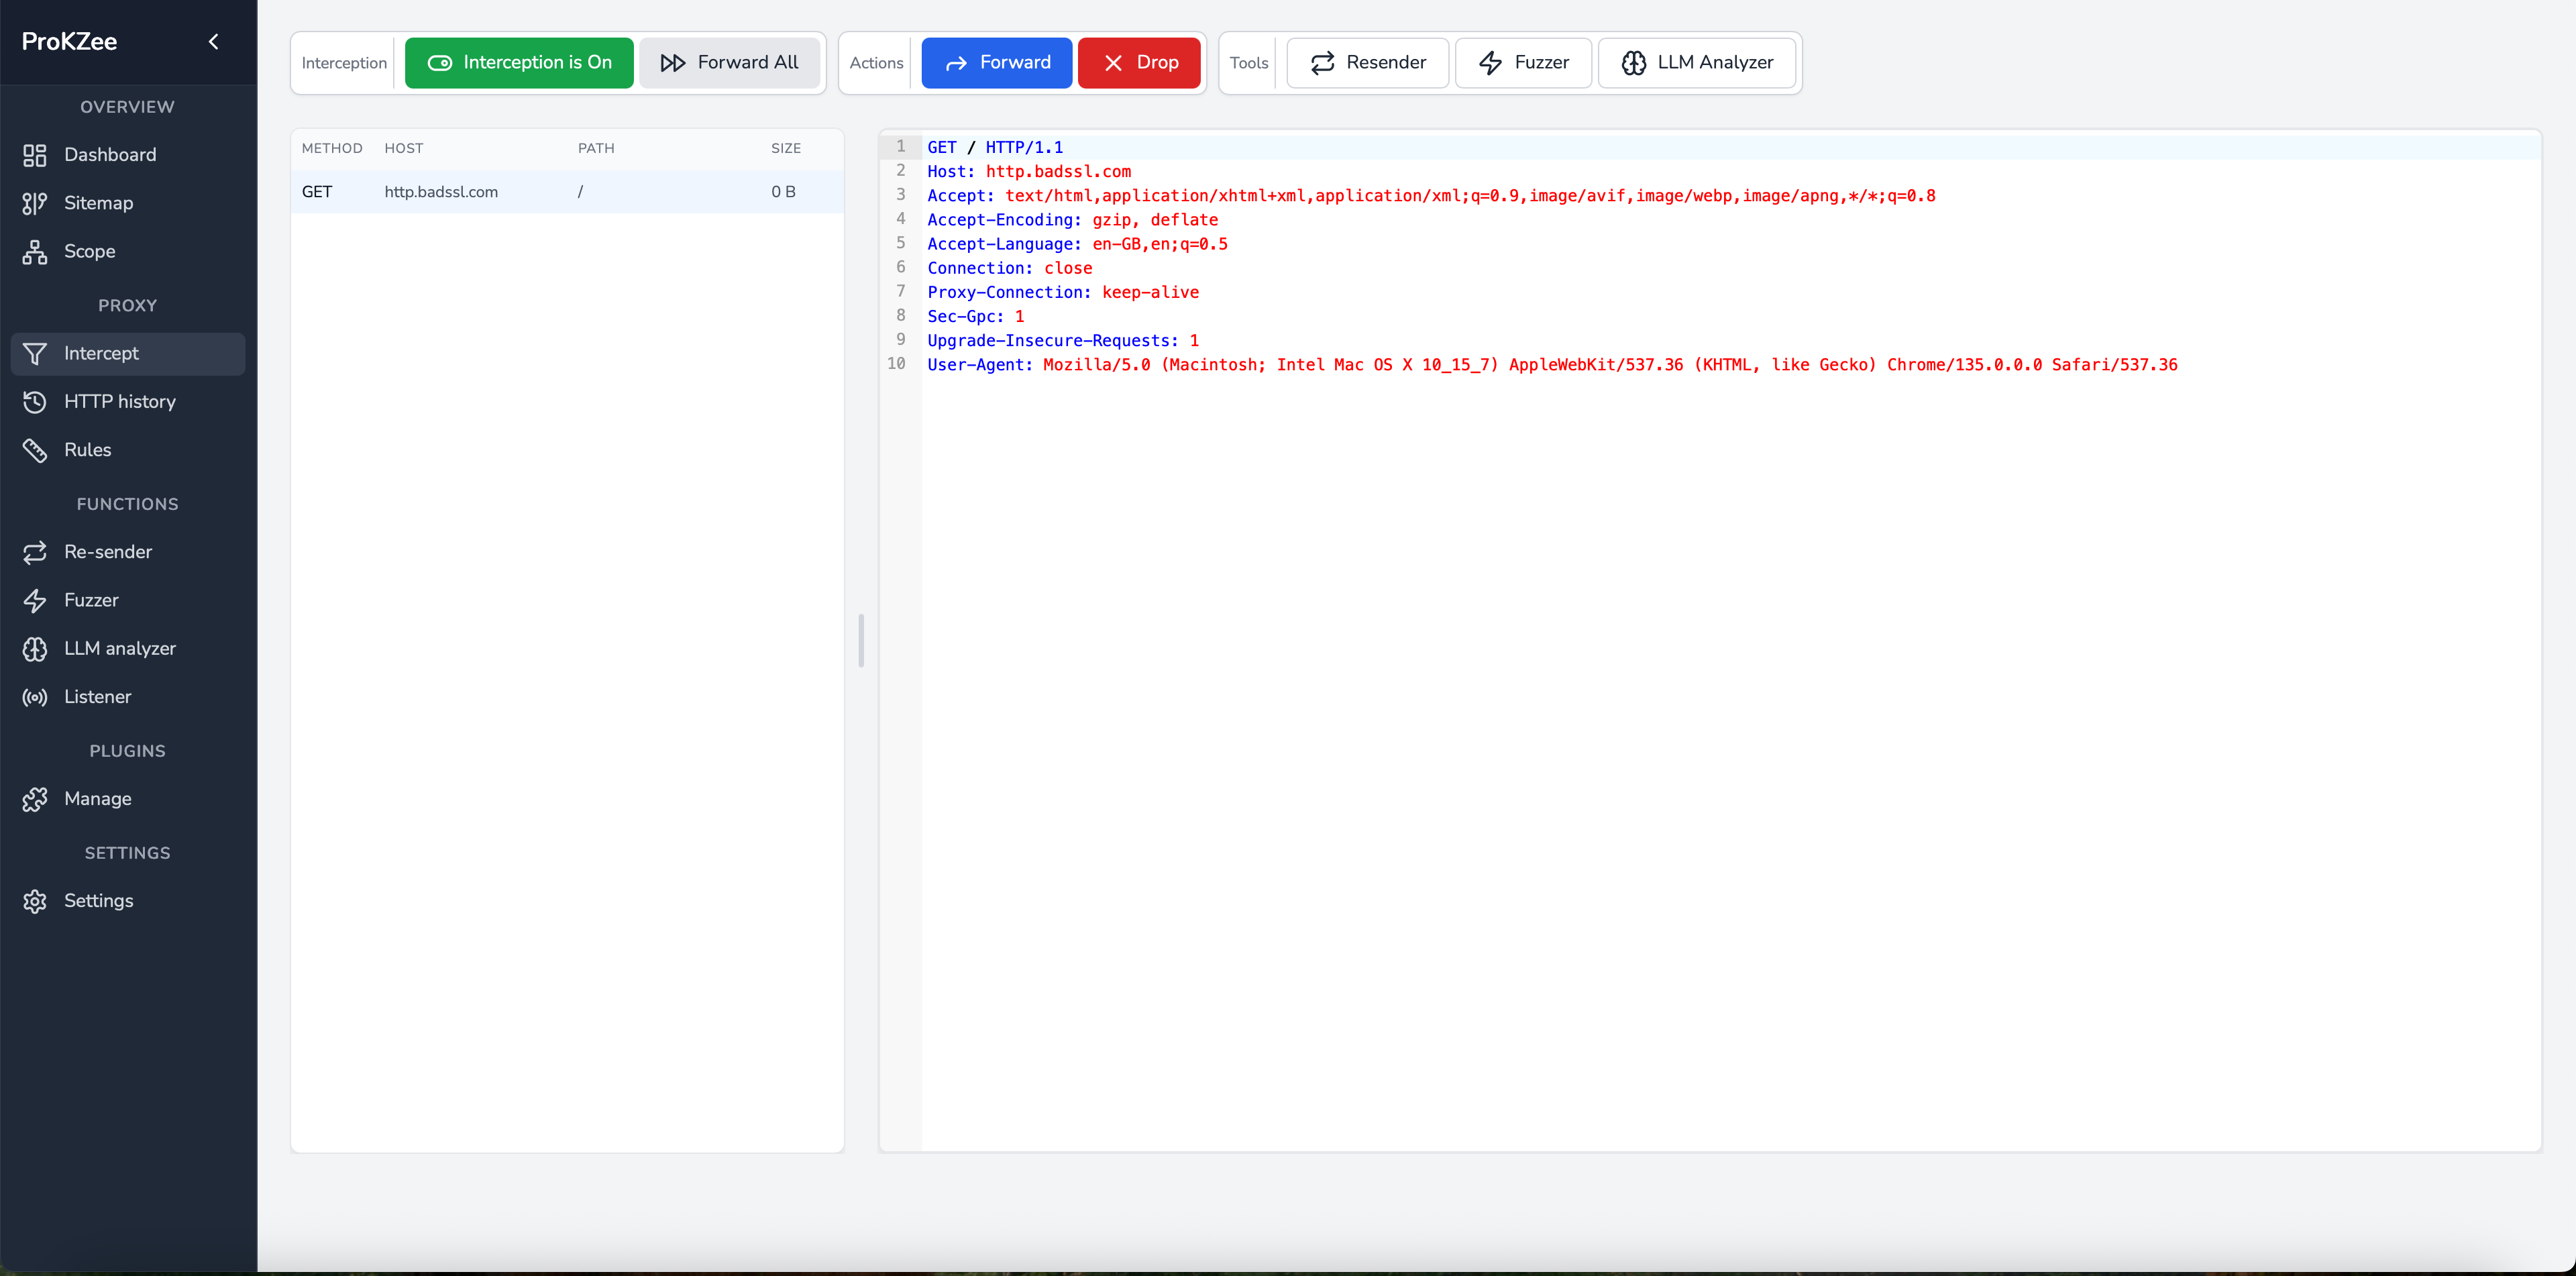 ProKZee
OVERVIEW
Dashboard
Sitemap
Scope
PROXY
Intercept
HTTP history
Rules
FUNCTIONS
Re-sender
Fuzzer
LLM analyzer
Listener
PLUGINS
Manage
SETTINGS
Settings
Interception Interception is On Forward All Actions Forward Drop Tools Resender Fuzzer LLM Analyzer
METHOD HOST PATH SIZE
GET http.badssl.com / 0 B
1 GET / HTTP/1.1
2 Host: http.badssl.com
3 Accept: text/html,application/xhtml+xml,application/xml;q=0.9,image/avif,image/webp,image/apng,*/*;q=0.8
4 Accept-Encoding: gzip, deflate
5 Accept-Language: en-GB,en;q=0.5
6 Connection: close
7 Proxy-Connection: keep-alive
8 Sec-Gpc: 1
9 Upgrade-Insecure-Requests: 1
10 User-Agent: Mozilla/5.0 (Macintosh; Intel Mac OS X 10_15_7) AppleWebKit/537.36 (KHTML, like Gecko) Chrome/135.0.0.0 Safari/537.36